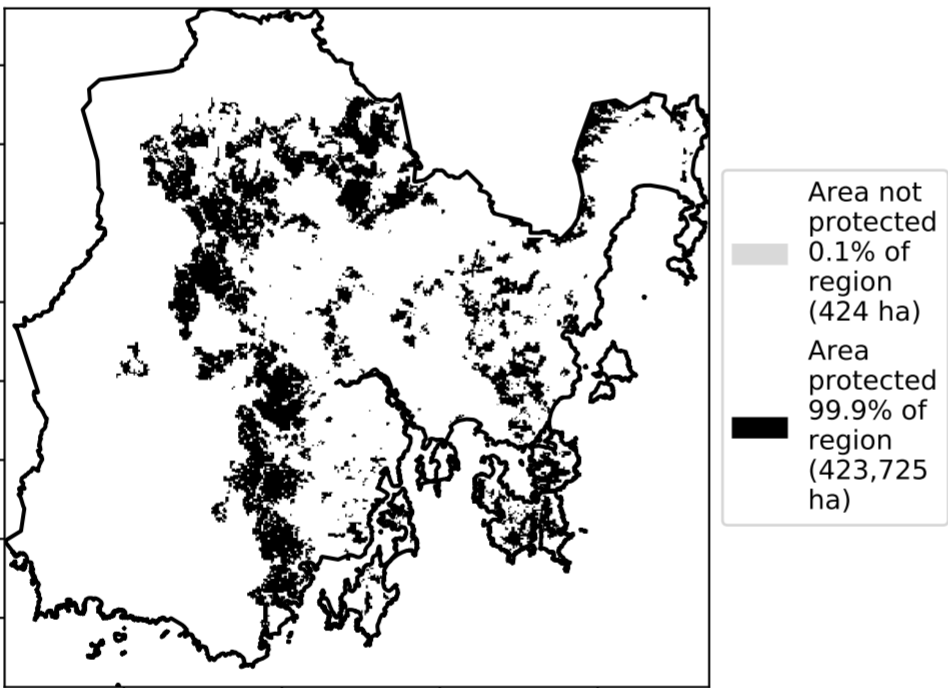 Area not
protected
0.1% of
region
(424 ha)
Area
protected
99.9% of
region
(423,725
ha)